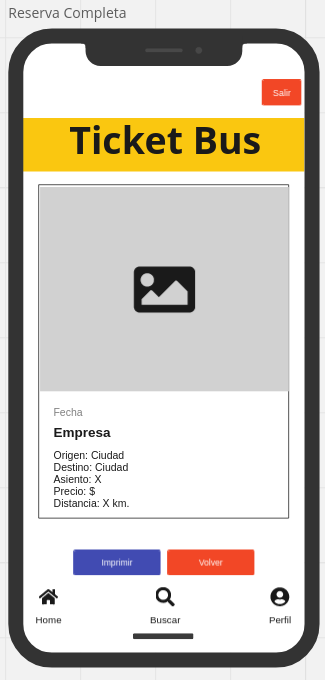 Reserva Completa
Salir
Ticket Bus
Fecha
Empresa
Origen: Ciudad
Destino: Ciudad
Asiento: X
Precio: $
Distancia: X km.
Imprimir Volver
Home Buscar Perfil